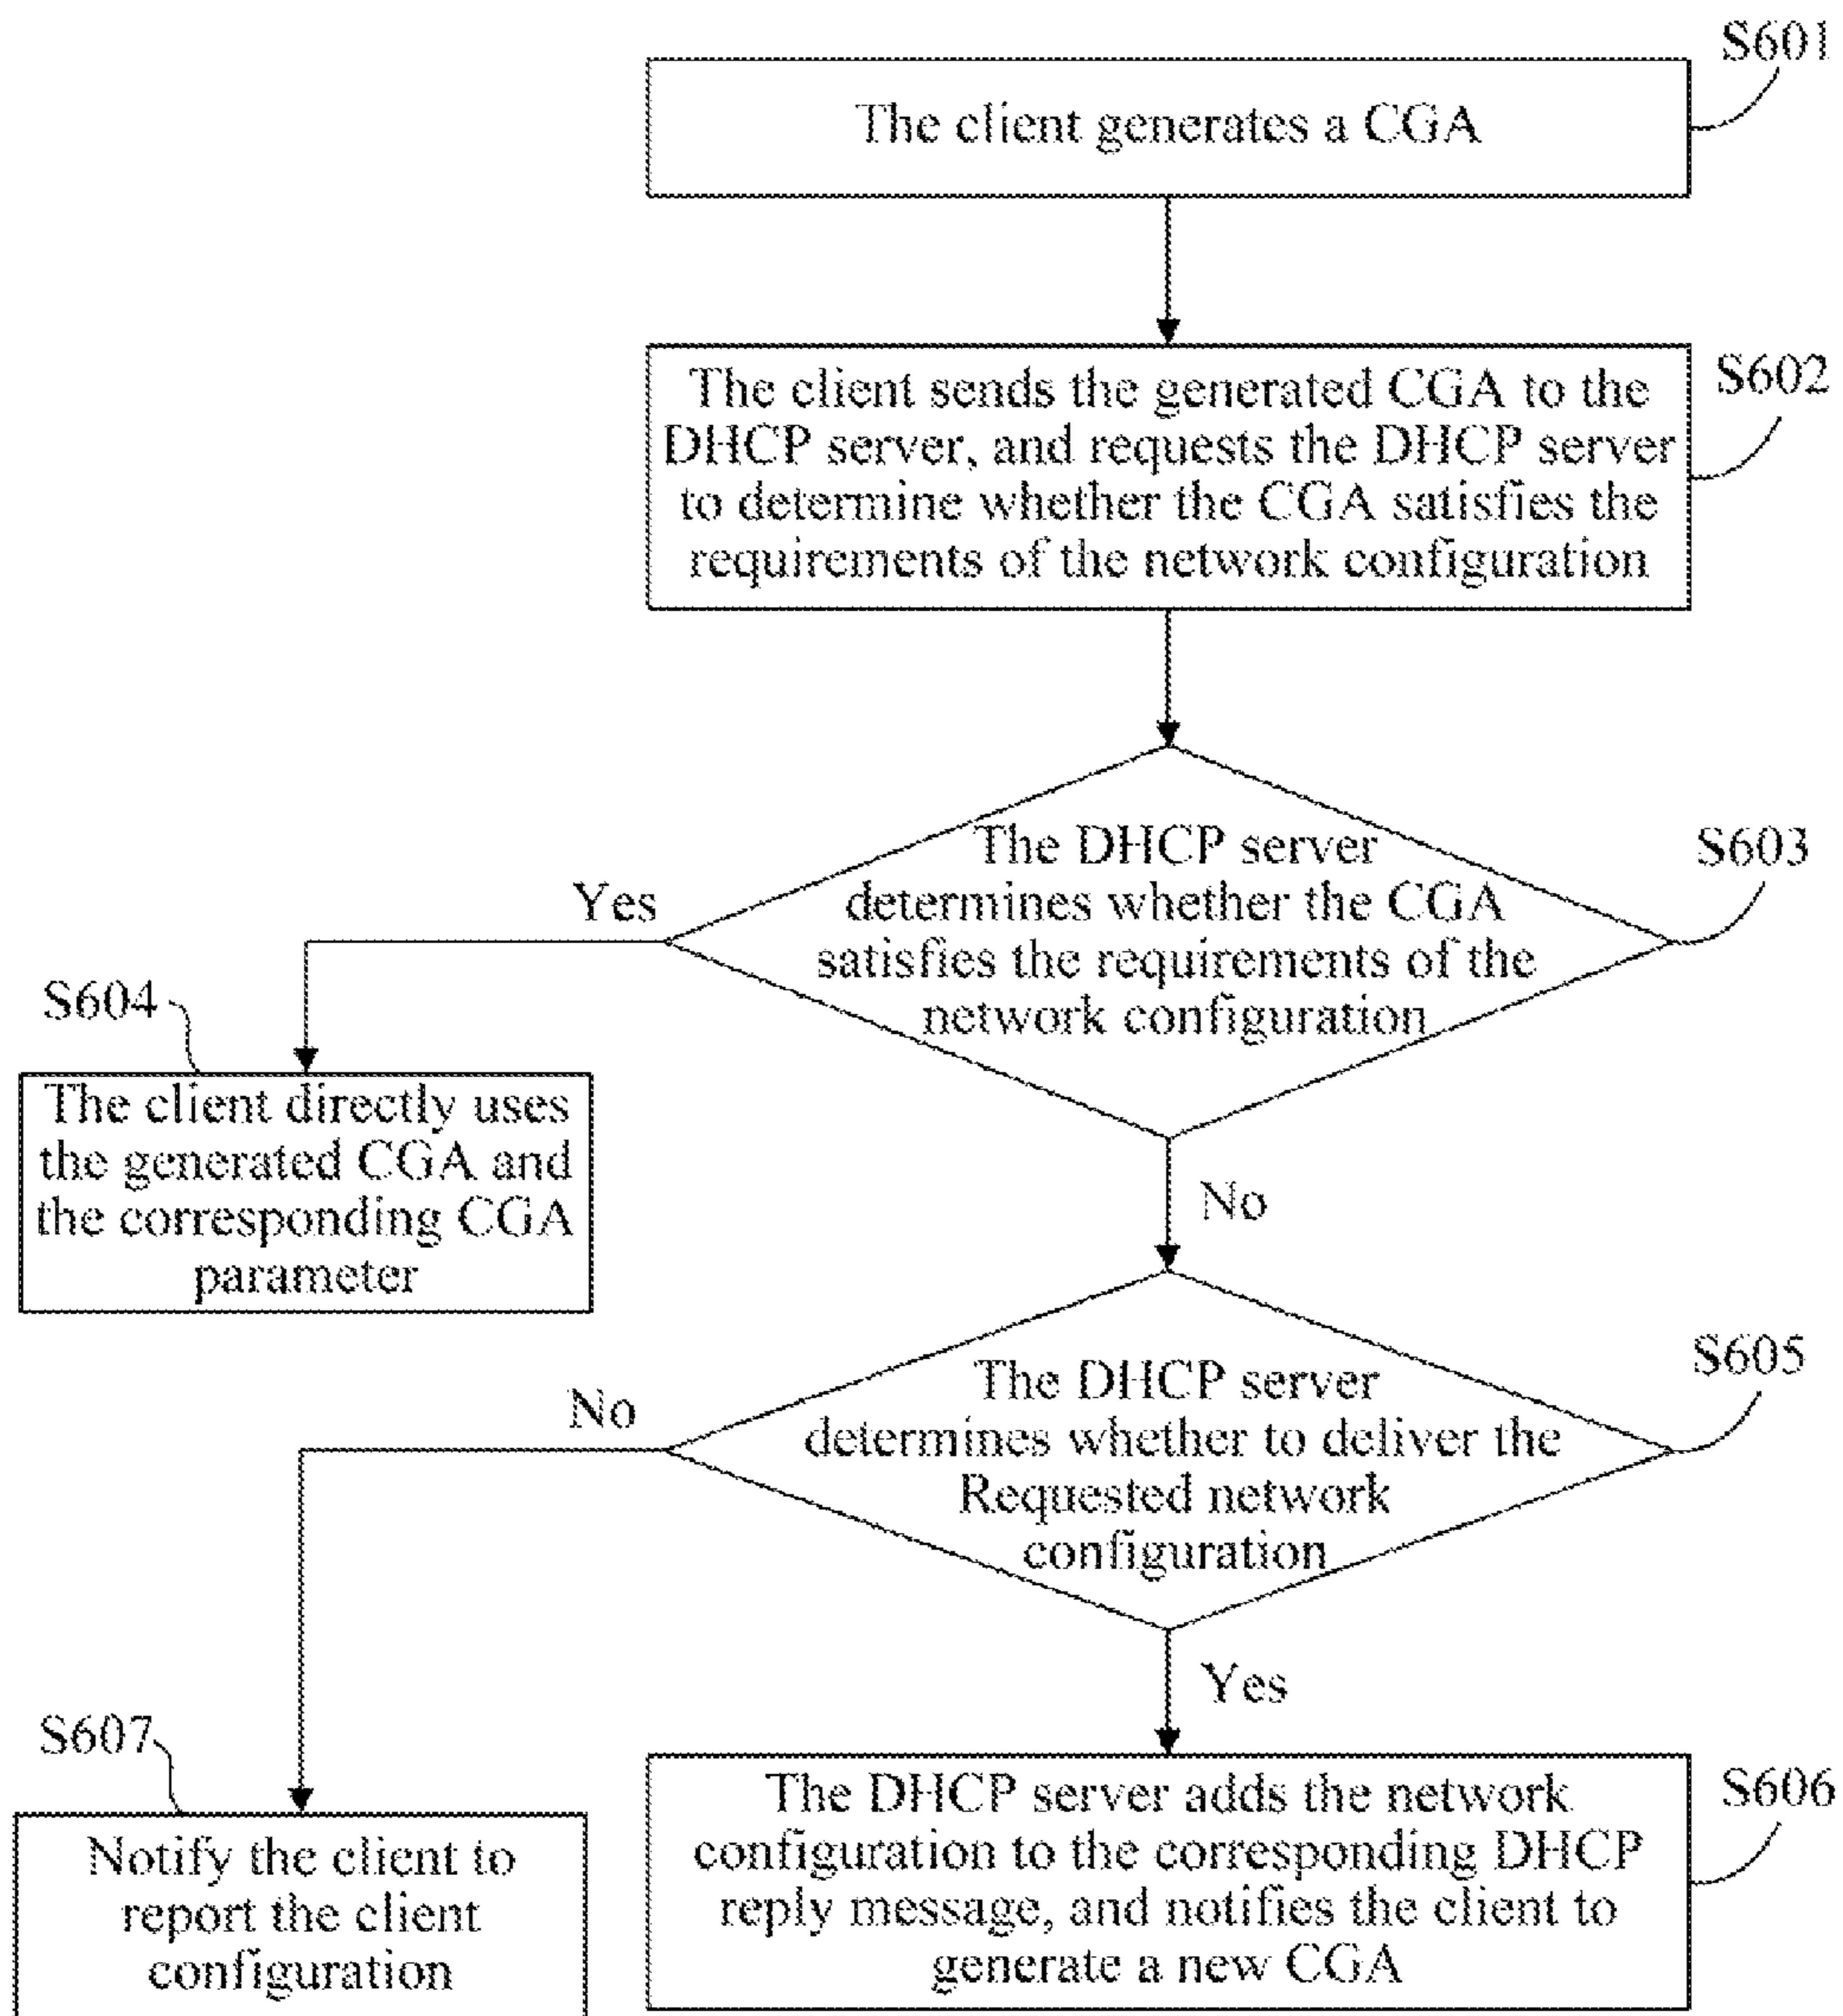 S601
The client generates a CGA
S602
The client sends the generated CGA to the
DHCP server, and requests the DHCP server
to determine whether the CGA satisfies the
requirements of the network configuration
S603
The DHCP server
determines whether the CGA
satisfies the requirements of the
network configuration
Yes
S604
The client directly uses
the generated CGA and
the corresponding CGA
parameter
No
S605
The DHCP server
determines whether to deliver the
Requested network
configuration
No
Yes
S607
Notify the client to
report the client
configuration
S606
The DHCP server adds the network
configuration to the corresponding DHCP
reply message, and notifies the client to
generate a new CGA